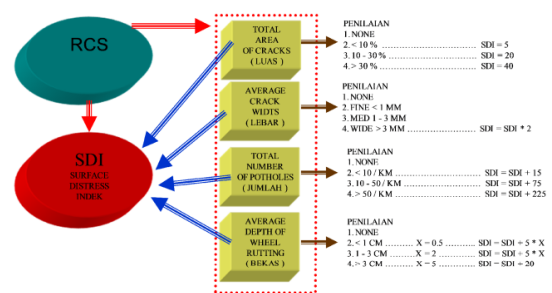 RCS
SDI
SURFACE
DISTRESS
INDEX
TOTAL
AREA
OF CRACKS
( LUAS )
PENILAIAN
1. NONE
2. < 10 % ........................ SDI = 5
3. 10 - 30 % .................... SDI = 20
4. > 30 % ........................ SDI = 40
AVERAGE
CRACK
WIDTS
( LEBAR )
PENILAIAN
1. NONE
2. FINE < 1 MM
3. MED 1 - 3 MM
4. WIDE > 3 MM ................ SDI = SDI * 2
TOTAL
NUMBER
OF POTHOLES
( JUMLAH )
PENILAIAN
1. NONE
2. < 10 / KM ........................ SDI = SDI + 15
3. 10 - 50 / KM .................... SDI = SDI + 75
4. > 50 / KM ........................ SDI = SDI + 225
AVERAGE
DEPTH OF
WHEEL
RUTTING
( BEKAS )
PENILAIAN
1. NONE
2. < 1 CM ........ X = 0.5 ............ SDI = SDI + 5 * X
3. 1 - 3 CM ..... X = 2 ............... SDI = SDI + 5 * X
4. > 3 CM ........ X = 5 ............... SDI = SDI + 20